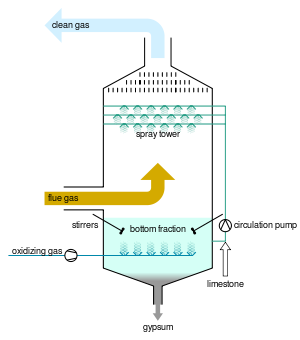 clean gas
spray tower
flue gas
stirrers
bottom fraction
circulation pump
oxidizing gas
limestone
gypsum